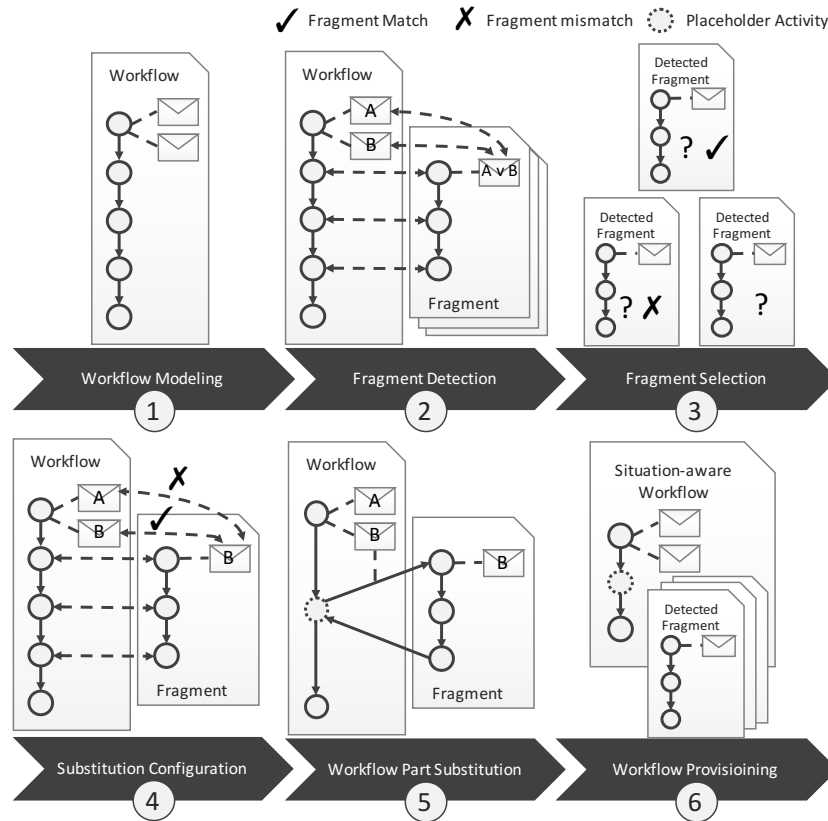 Fragment Match
Fragment mismatch
Placeholder Activity
Workflow
Workflow
A
B
A v B
Fragment
Detected
Fragment
?
Detected
Fragment
?
Detected
Fragment
?
Workflow Modeling
Fragment Detection
Fragment Selection
1
2
3
Workflow
A
B
B
Fragment
Workflow
A
B
B
Fragment
Situation-aware
Workflow
Detected
Fragment
Substitution Configuration
Workflow Part Substitution
Workflow Provisioining
4
5
6